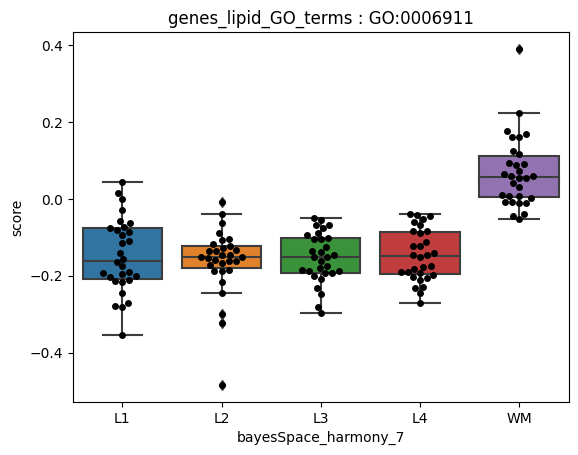 genes_lipid_GO_terms : GO:0006911
0.4
0.2
0.0
−0.2
−0.4
score
L1 L2 L3 L4 WM
bayesSpace_harmony_7